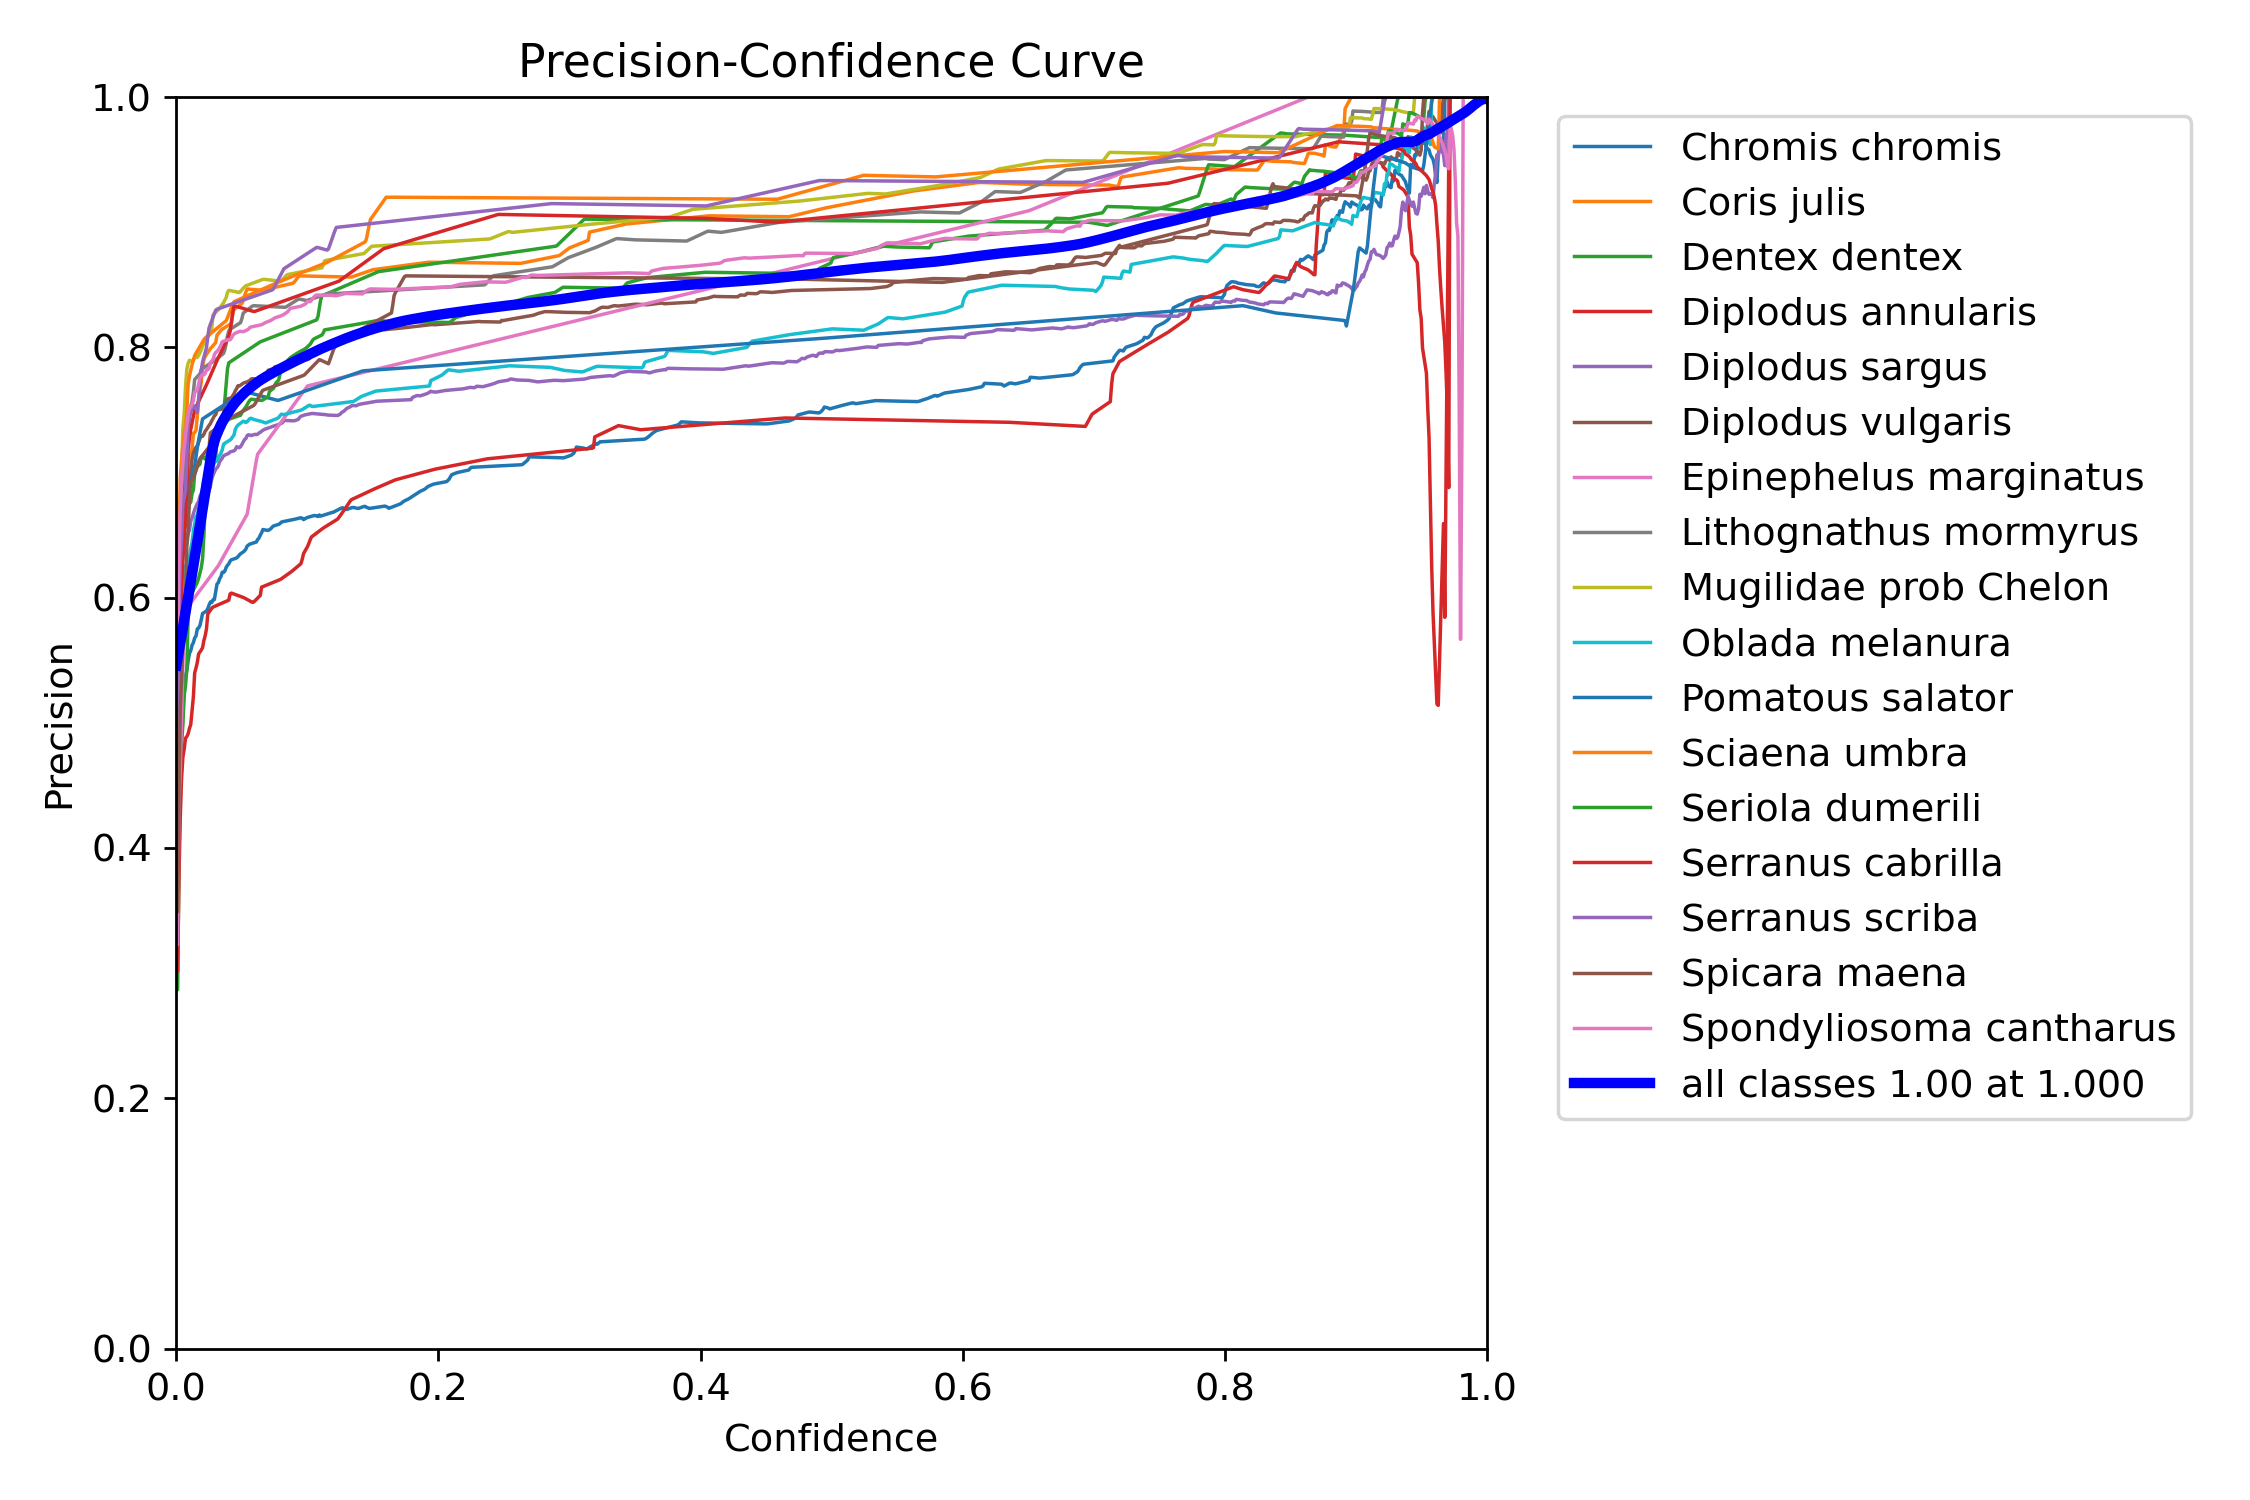 Precision-Confidence Curve
1.0
0.8
0.6
0.4
0.2
0.0
Precision
0.0 0.2 0.4 0.6 0.8 1.0
Confidence
Chromis chromis
Coris julis
Dentex dentex
Diplodus annularis
Diplodus sargus
Diplodus vulgaris
Epinephelus marginatus
Lithognathus mormyrus
Mugilidae prob Chelon
Oblada melanura
Pomatous salator
Sciaena umbra
Seriola dumerili
Serranus cabrilla
Serranus scriba
Spicara maena
Spondyliosoma cantharus
all classes 1.00 at 1.000